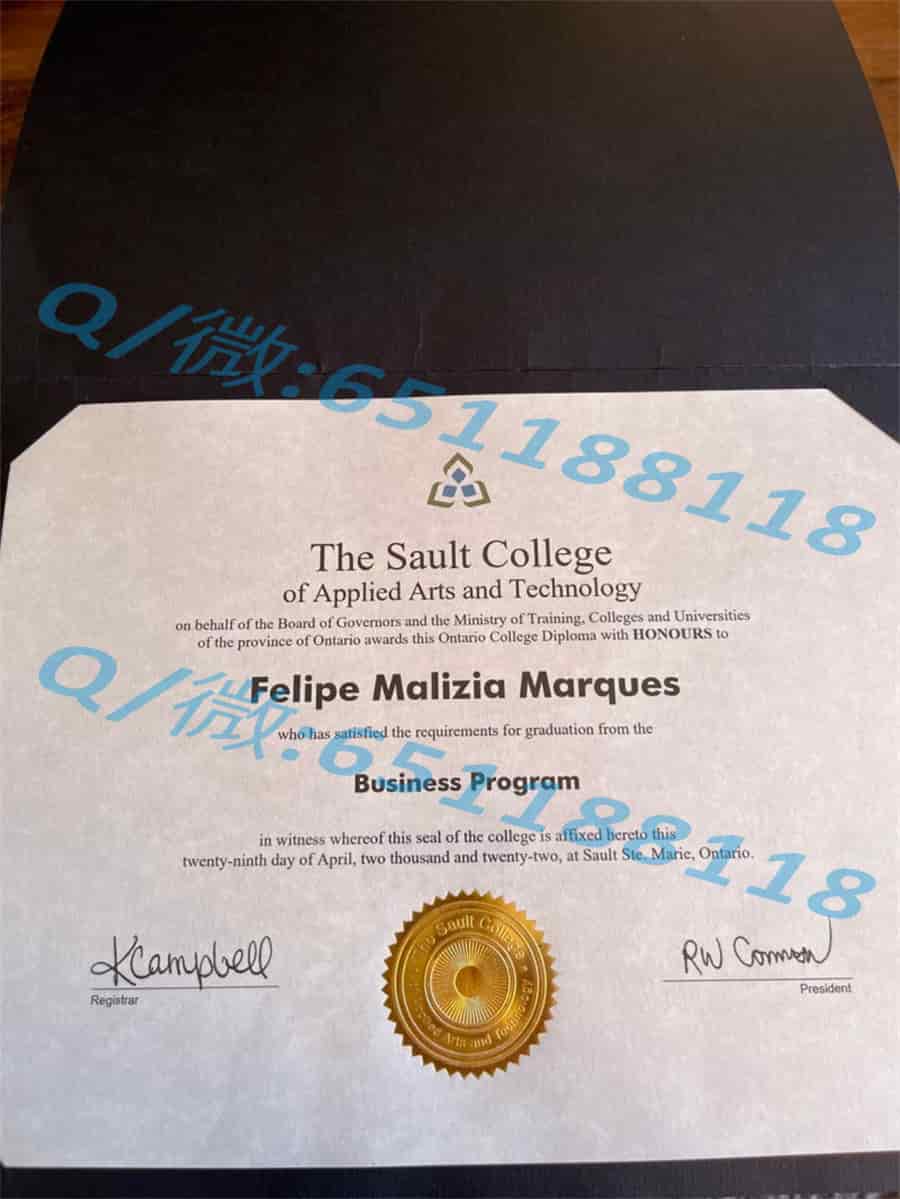 Q/微:651188118
The Sault College
of Applied Arts and Technology
on behalf of the Board of Governors and the Ministry of Training, Colleges and Universities
of the province of Ontario awards this Ontario College Diploma with HONOURS to
Felipe Malizia Marques
Q/微:651188118
who has satisfied the requirements for graduation from the
Business Program
in witness whereof this seal of the college is affixed hereto this
twenty-ninth day of April, two thousand and twenty-two, at Sault Ste. Marie, Ontario.
KCampbell
Registrar
The Sault College
Applied Arts and Technology
RW Common
President